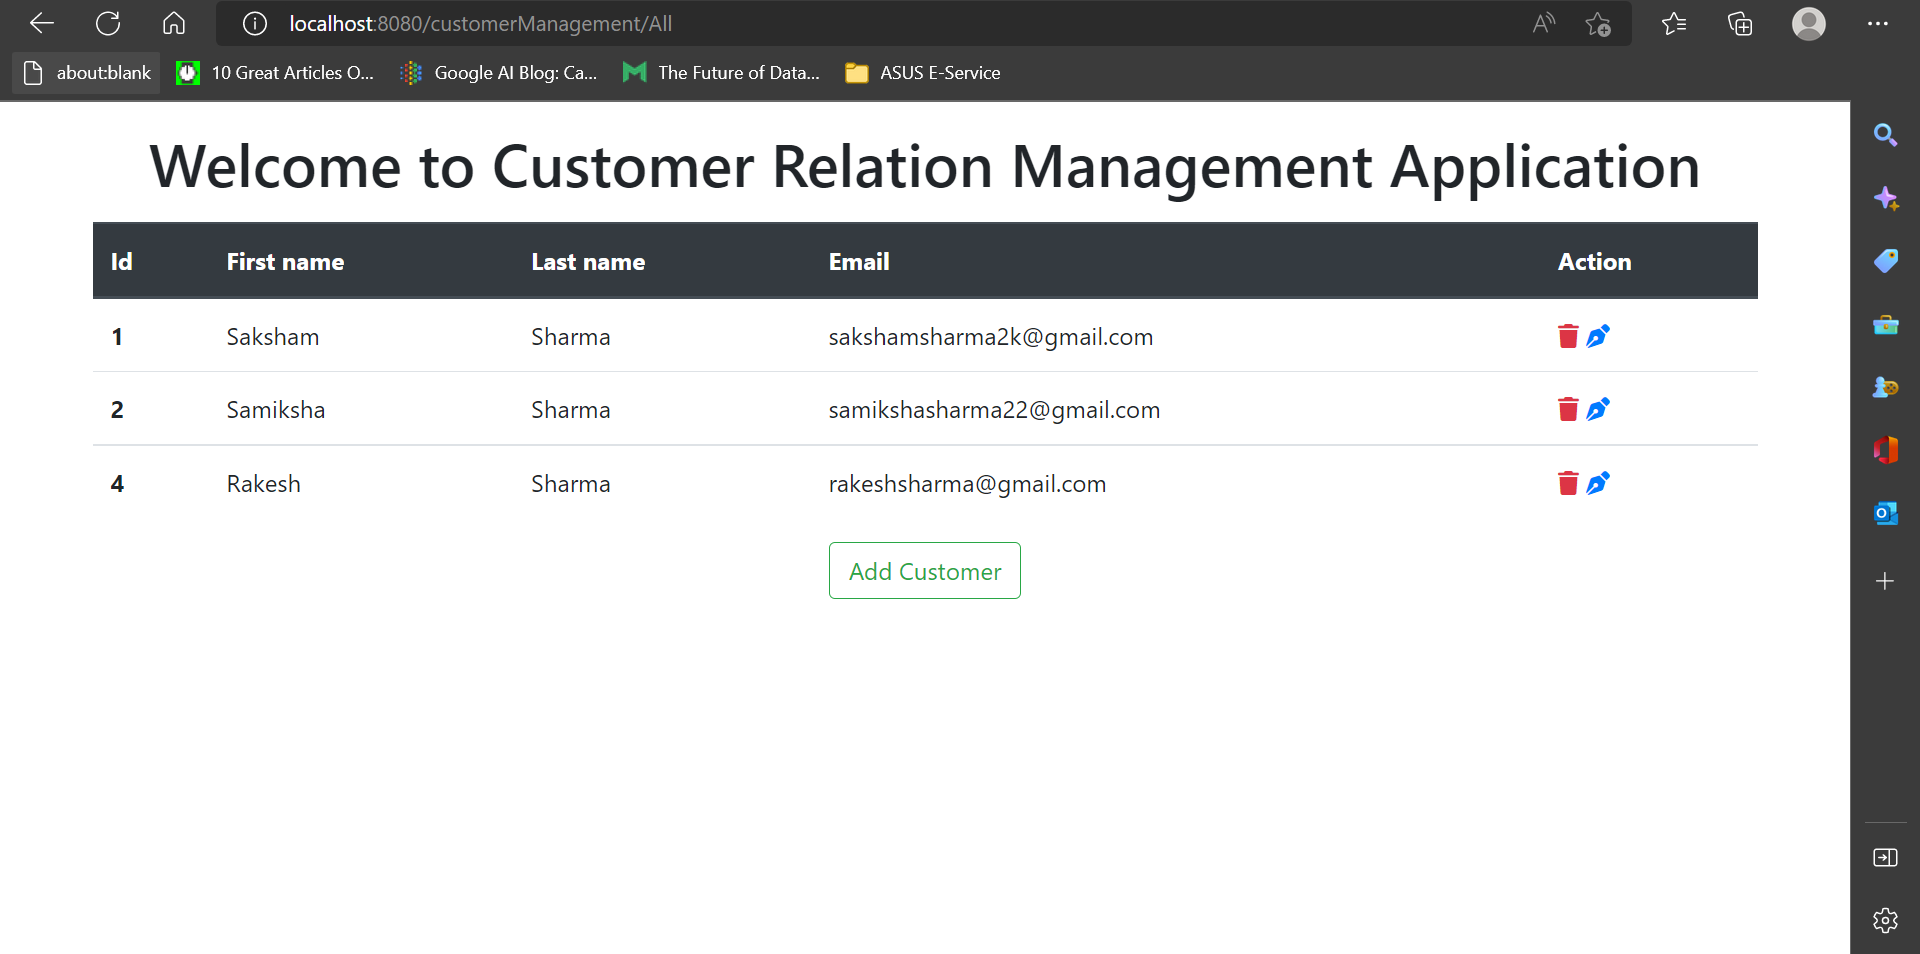 localhost:8080/customerManagement/All
about:blank 10 Great Articles O... Google AI Blog: Ca... The Future of Data... ASUS E-Service
Welcome to Customer Relation Management Application
Id First name Last name Email Action
1 Saksham Sharma sakshamsharma2k@gmail.com
2 Samiksha Sharma samikshasharma22@gmail.com
4 Rakesh Sharma rakeshsharma@gmail.com
Add Customer